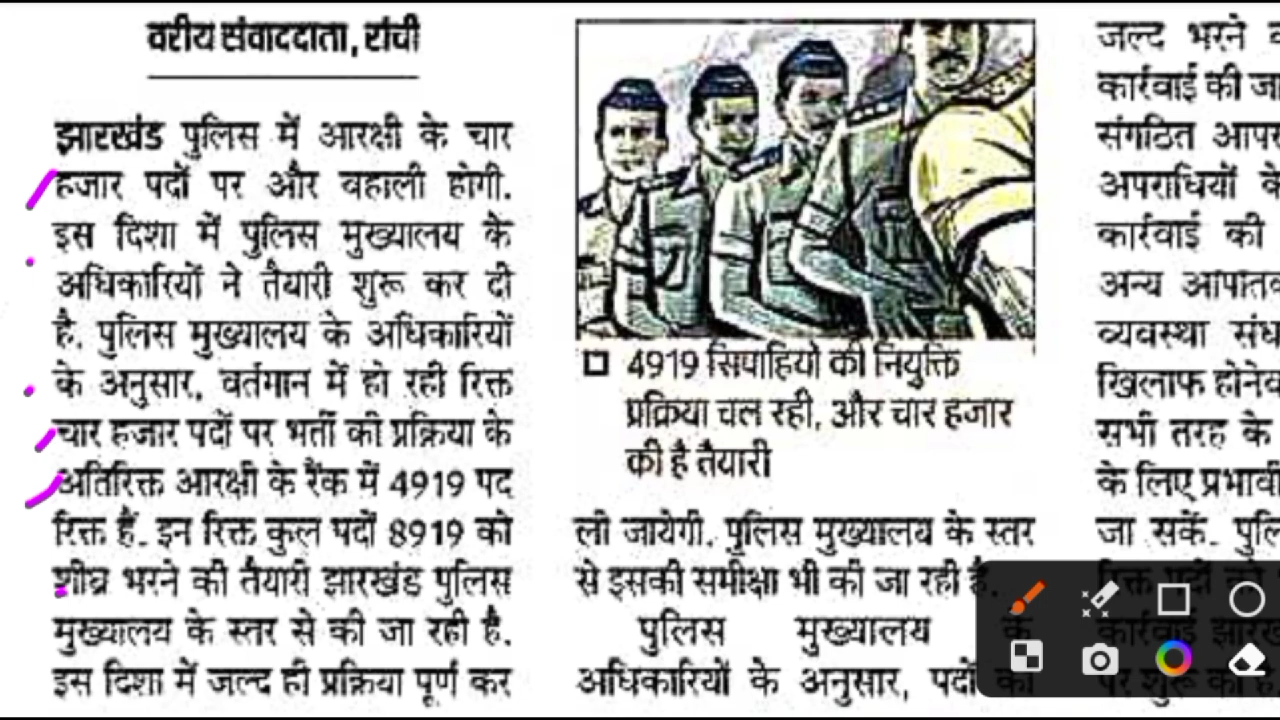 वरीय संवाददाता, रांची
झारखंड पुलिस में आरक्षी के चार
हजार पदों पर और बहाली होगी.
इस दिशा में पुलिस मुख्यालय के
अधिकारियों ने तैयारी शुरू कर दी
है. पुलिस मुख्यालय के अधिकारियों
के अनुसार, वर्तमान में हो रही रिक्त
चार हजार पदों पर भर्ती की प्रक्रिया के
अतिरिक्त आरक्षी के रैंक में 4919 पद
रिक्त हैं. इन रिक्त कुल पदों 8919 को
शीघ्र भरने की तैयारी झारखंड पुलिस
मुख्यालय के स्तर से की जा रही है.
इस दिशा में जल्द ही प्रक्रिया पूर्ण कर
4919 सिपाहियों की नियुक्ति
प्रक्रिया चल रही, और चार हजार
की है तैयारी
ली जायेगी. पुलिस मुख्यालय के स्तर
से इसकी समीक्षा भी की जा रही है.
पुलिस मुख्यालय के
अधिकारियों के अनुसार, पदों को
जल्द भरने
कार्रवाई की जा
संगठित आपर
अपराधियों के
कार्रवाई की
अन्य आपात
व्यवस्था संध
खिलाफ होनेव
सभी तरह के
के लिए प्रभावी
जा सकें. पुलि